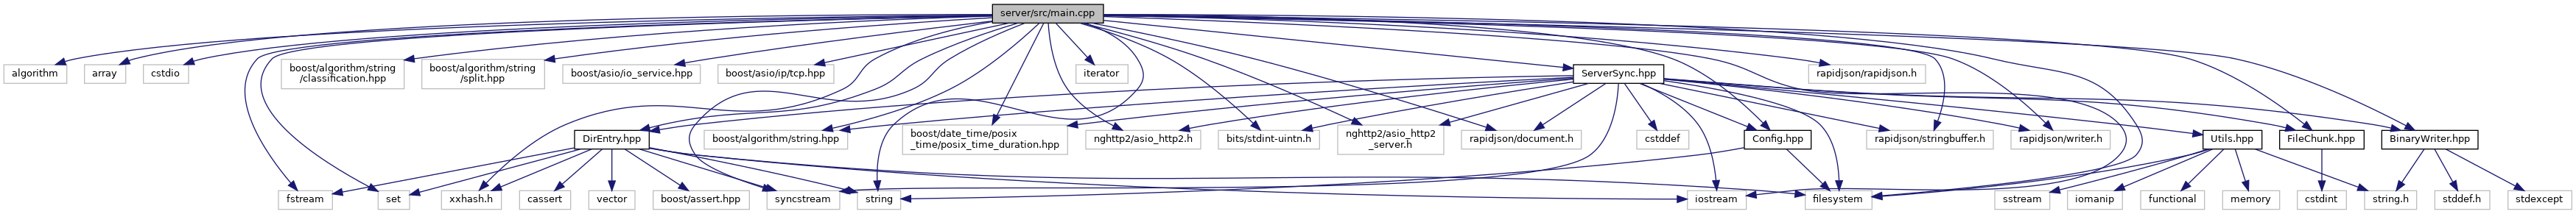 server/src/main.cpp
algorithm
array
cstdio
boost/algorithm/string
/classification.hpp
boost/algorithm/string
/split.hpp
boost/asio/io_service.hpp
boost/asio/ip/tcp.hpp
iterator
ServerSync.hpp
rapidjson/rapidjson.h
DirEntry.hpp
boost/algorithm/string.hpp
boost/date_time/posix
_time/posix_time_duration.hpp
nghttp2/asio_http2.h
bits/stdint-uintn.h
nghttp2/asio_http2
_server.h
rapidjson/document.h
cstddef
Config.hpp
rapidjson/stringbuffer.h
rapidjson/writer.h
Utils.hpp
FileChunk.hpp
BinaryWriter.hpp
fstream
set
xxhash.h
cassert
vector
boost/assert.hpp
syncstream
string
iostream
filesystem
sstream
iomanip
functional
memory
cstdint
string.h
stddef.h
stdexcept